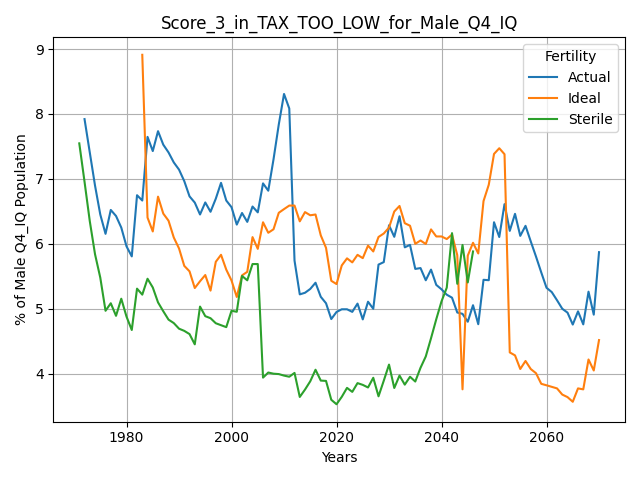 Score_3_in_TAX_TOO_LOW_for_Male_Q4_IQ
% of Male Q4_IQ Population
9
8
7
6
5
4
Fertility
Actual
Ideal
Sterile
1980
2000
2020
2040
2060
Years